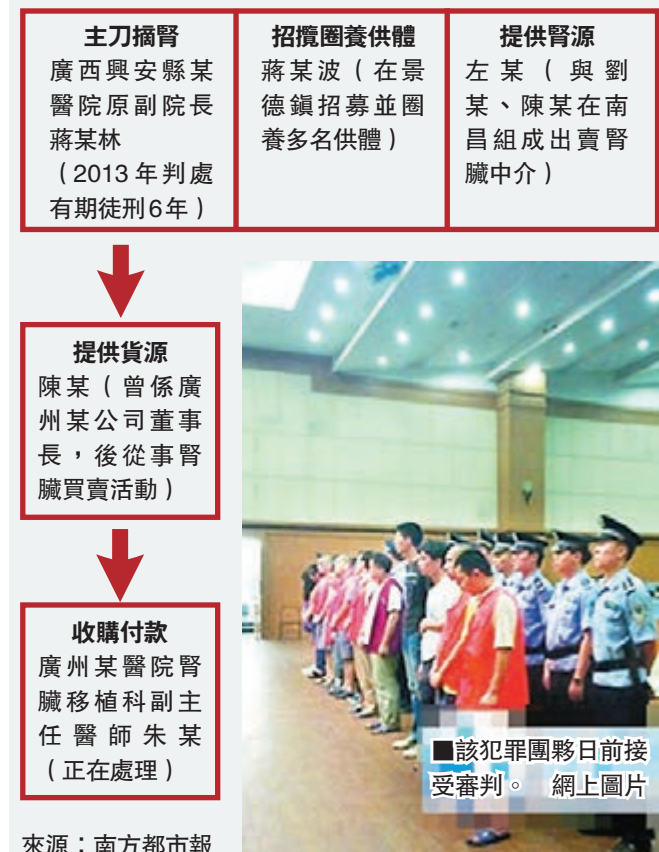 主刀摘腎
廣西興安縣某
醫院原副院長
蔣某林
（2013年判處
有期徒刑6年）
招攬圈養供體
蔣某波（在景
德鎮招募並圈
養多名供體）
提供腎源
左某（與劉
某、陳某在南
昌組成出賣腎
臟中介）
提供貨源
陳某（曾係廣
州某公司董事
長，後從事腎
臟買賣活動）
收購付款
廣州某醫院腎
臟移植科副主
任醫師朱某
（正在處理）
■該犯罪團夥日前接
受審判。 網上圖片
來源：南方都市報